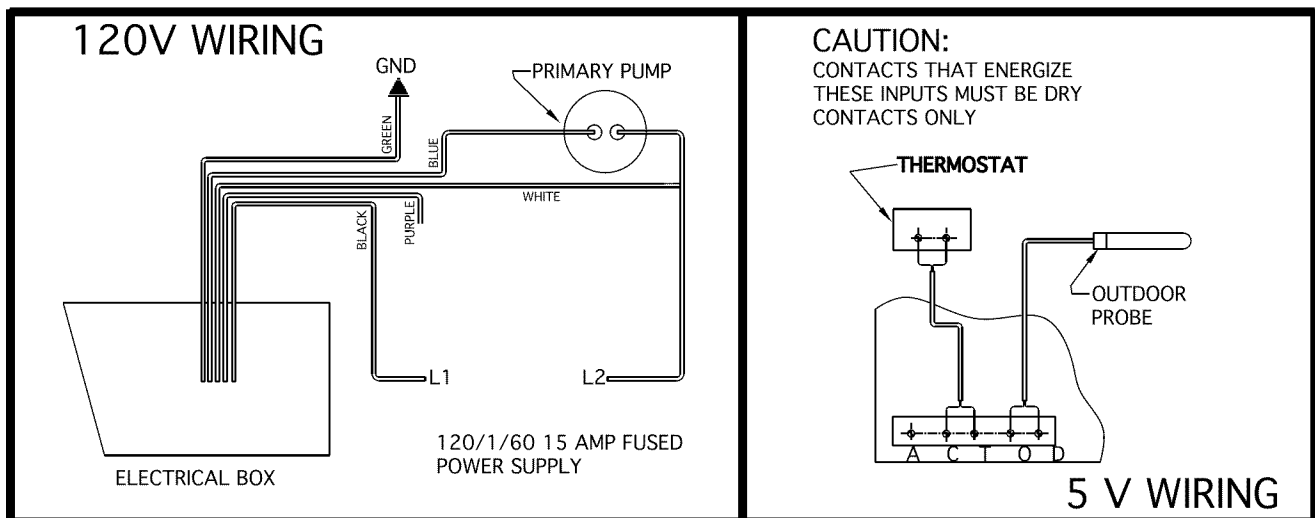 120V WIRING
GND
PRIMARY PUMP
GREEN
BLUE
WHITE
PURPLE
BLACK
L1
L2
120/1/60 15 AMP FUSED
POWER SUPPLY
ELECTRICAL BOX
CAUTION:
CONTACTS THAT ENERGIZE
THESE INPUTS MUST BE DRY
CONTACTS ONLY
THERMOSTAT
OUTDOOR
PROBE
A C T O D
5 V WIRING